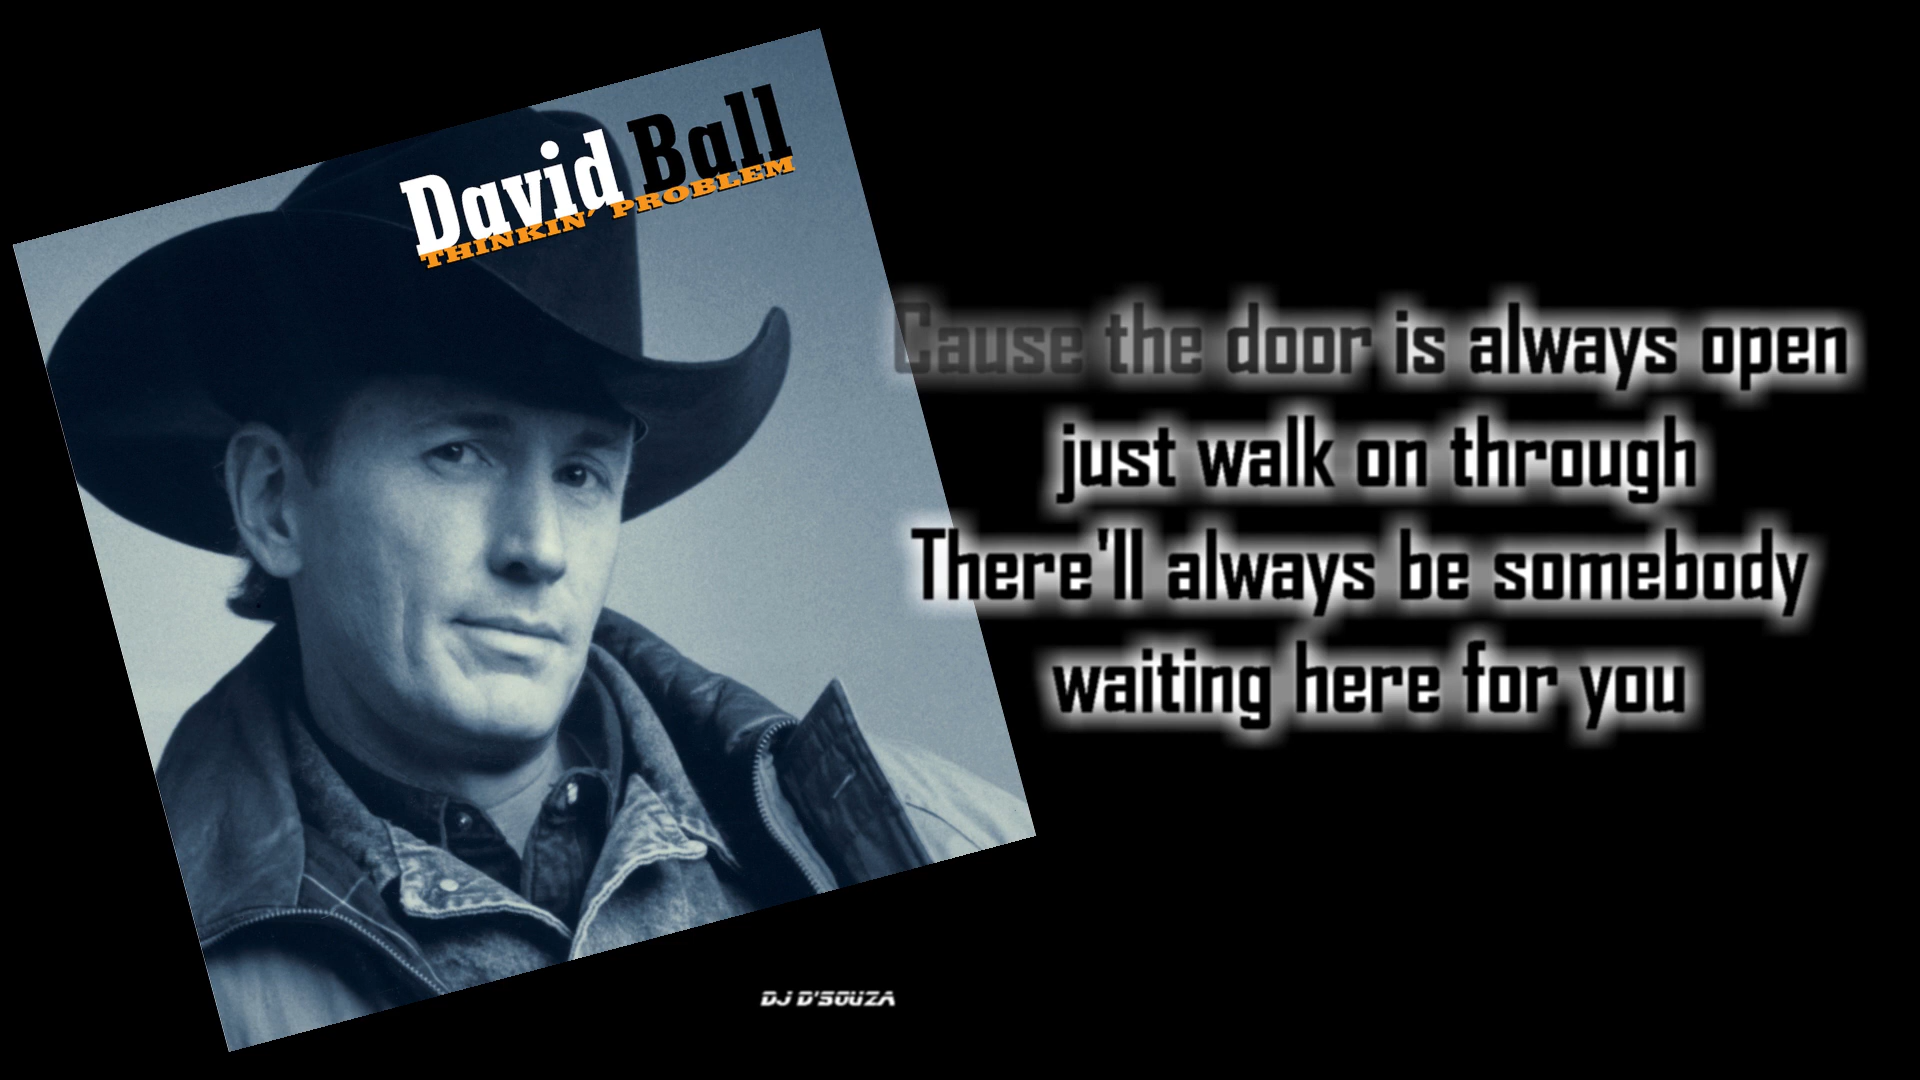 David Ball
THINKIN' PROBLEM
Cause the door is always open
just walk on through
There'll always be somebody
waiting here for you
DJ D'SOUZA